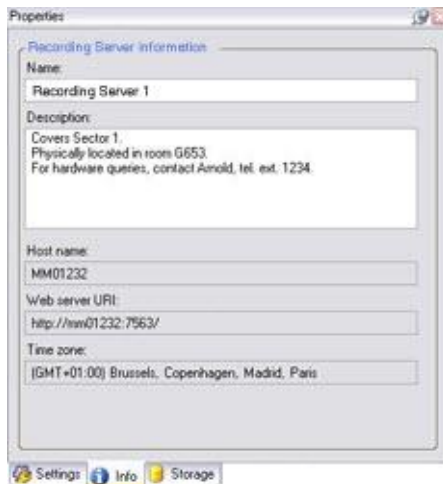 Properties
Recording Server information
Name:
Recording Server 1
Description:
Covers Sector 1.
Physically located in room G653.
For hardware queries, contact Arnold, tel. ext. 1234.
Host name:
MM01232
Web server URI:
http://mm01232:7563/
Time zone:
(GMT+01:00) Brussels, Copenhagen, Madrid, Paris
Settings Info Storage